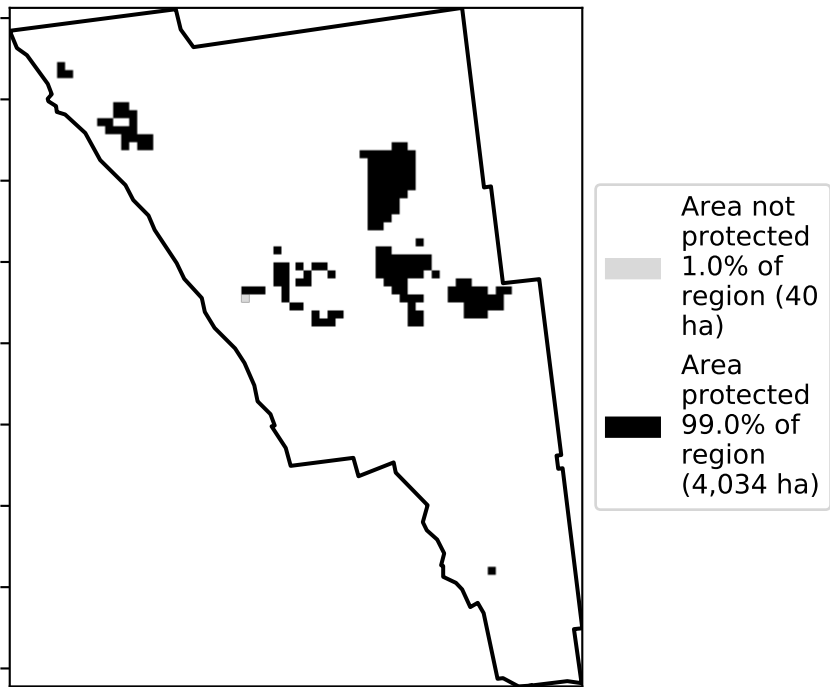 Area not
protected
1.0% of
region (40
ha)
Area
protected
99.0% of
region
(4,034 ha)